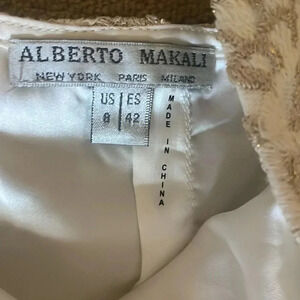 ALBERTO MAKALI
NEW YORK PARIS MILANO
US ES
8 42
MADE IN CHINA